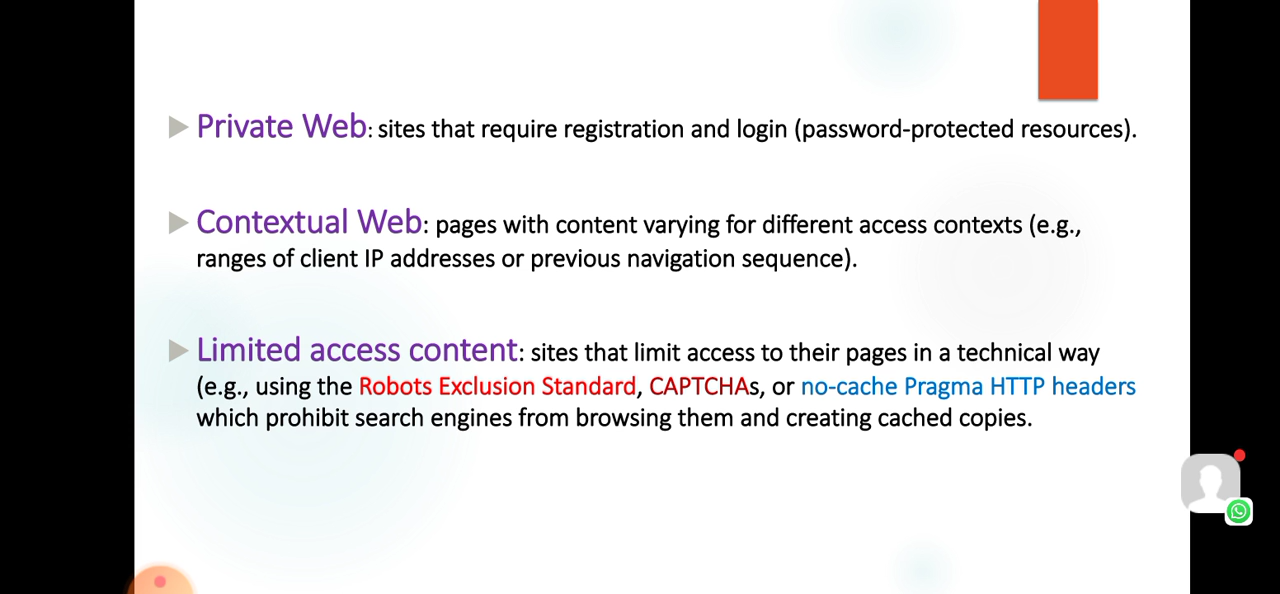 Private Web: sites that require registration and login (password-protected resources).
Contextual Web: pages with content varying for different access contexts (e.g.,
ranges of client IP addresses or previous navigation sequence).
Limited access content: sites that limit access to their pages in a technical way
(e.g., using the Robots Exclusion Standard, CAPTCHAs, or no-cache Pragma HTTP headers
which prohibit search engines from browsing them and creating cached copies.